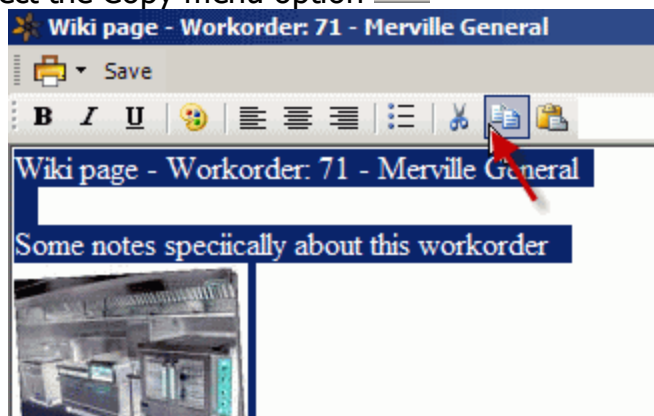 ect the Copy menu option
Wiki page - Workorder: 71 - Merville General
Save
B I U
Wiki page - Workorder: 71 - Merville General
Some notes speciically about this workorder